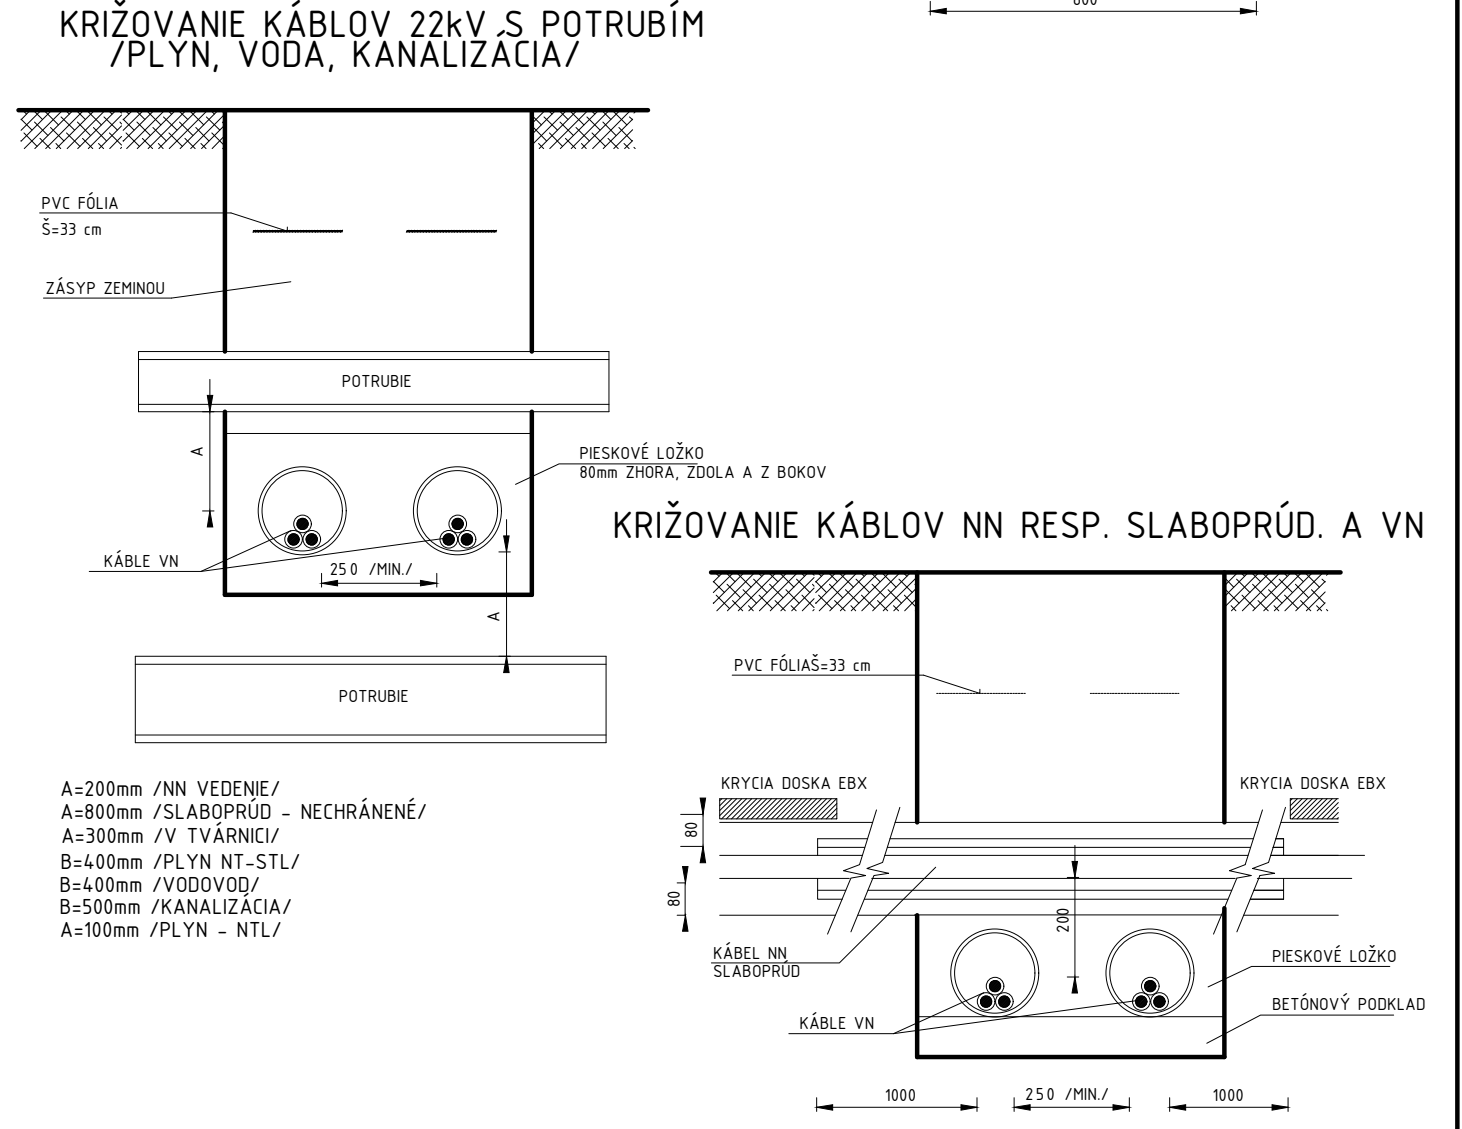 800
KRIŽOVANIE KÁBLOV 22kV S POTRUBÍM
/PLYN, VODA, KANALIZÁCIA/
PVC FÓLIA
Š=33 cm
ZÁSYP ZEMINOU
POTRUBIE
A
PIESKOVÉ LOŽKO
80mm ZHORA, ZDOLA A Z BOKOV
KÁBLE VN
250 /MIN./
A
POTRUBIE
A=200mm /NN VEDENIE/
A=800mm /SLABOPRÚD - NECHRÁNENÉ/
A=300mm /V TVÁRNICI/
B=400mm /PLYN NT-STL/
B=400mm /VODOVOD/
B=500mm /KANALIZÁCIA/
A=100mm /PLYN - NTL/
KRIŽOVANIE KÁBLOV NN RESP. SLABOPRÚD. A VN
PVC FÓLIAŠ=33 cm
KRYCIA DOSKA EBX
KRYCIA DOSKA EBX
80
80
200
KÁBEL NN
SLABOPRÚD
PIESKOVÉ LOŽKO
BETÓNOVÝ PODKLAD
KÁBLE VN
1000
250 /MIN./
1000